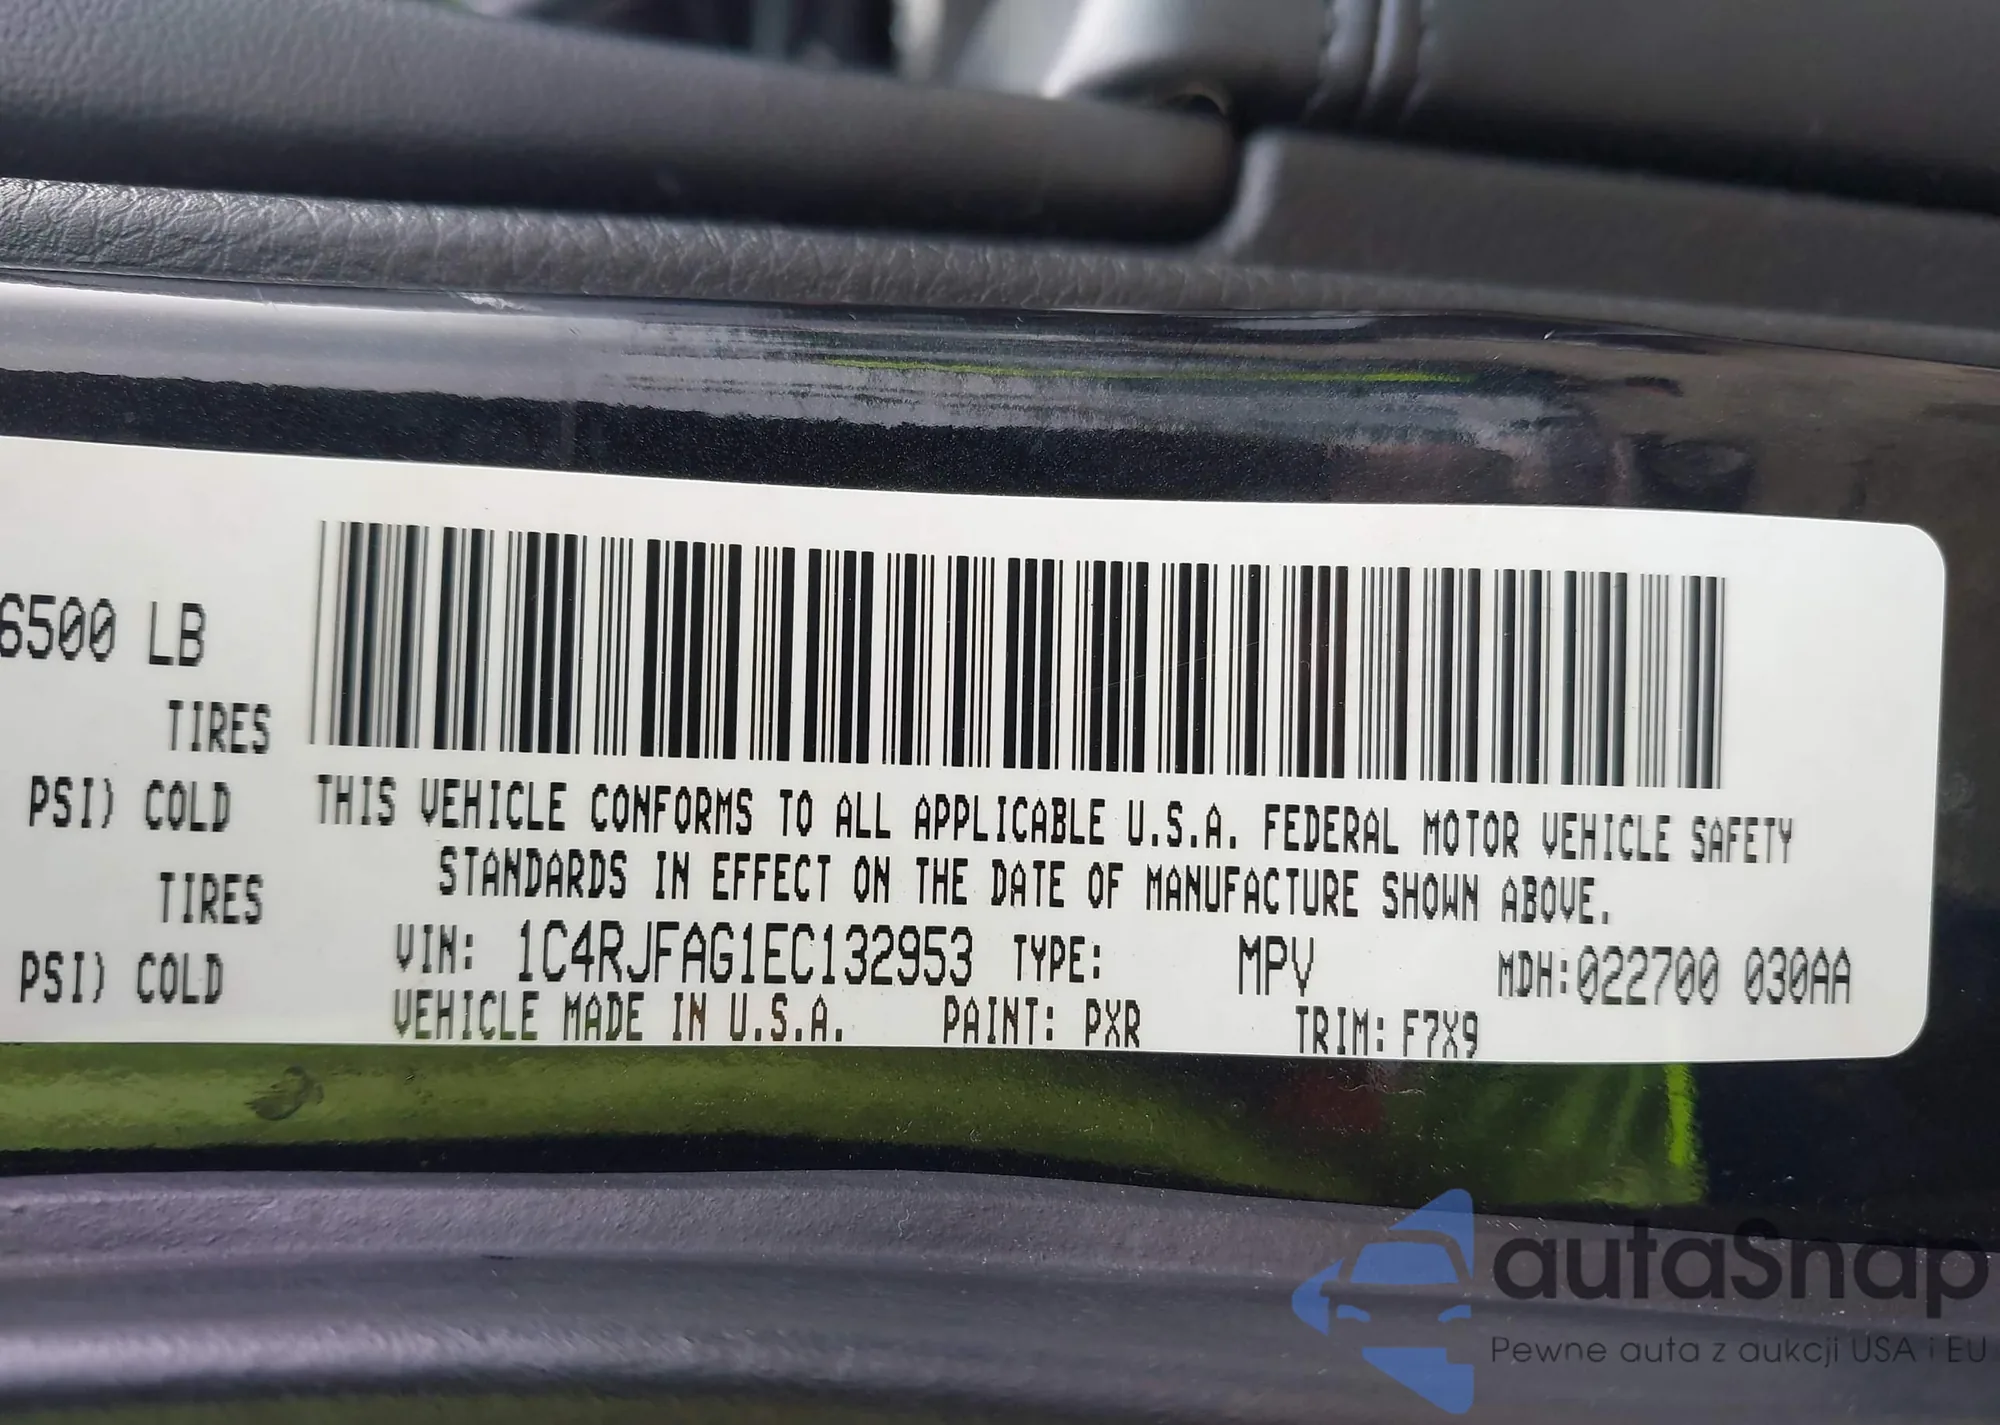 6500 LB
TIRES
PSI) COLD
TIRES
PSI) COLD
THIS VEHICLE CONFORMS TO ALL APPLICABLE U.S.A. FEDERAL MOTOR VEHICLE SAFETY
STANDARDS IN EFFECT ON THE DATE OF MANUFACTURE SHOWN ABOVE.
VIN: 1C4RJFAG1EC132953 TYPE: MPV MDH:022700 030AA
VEHICLE MADE IN U.S.A. PAINT: PXR TRIM: F7X9
autaSnap
Pewne auta z aukcji USA i EU